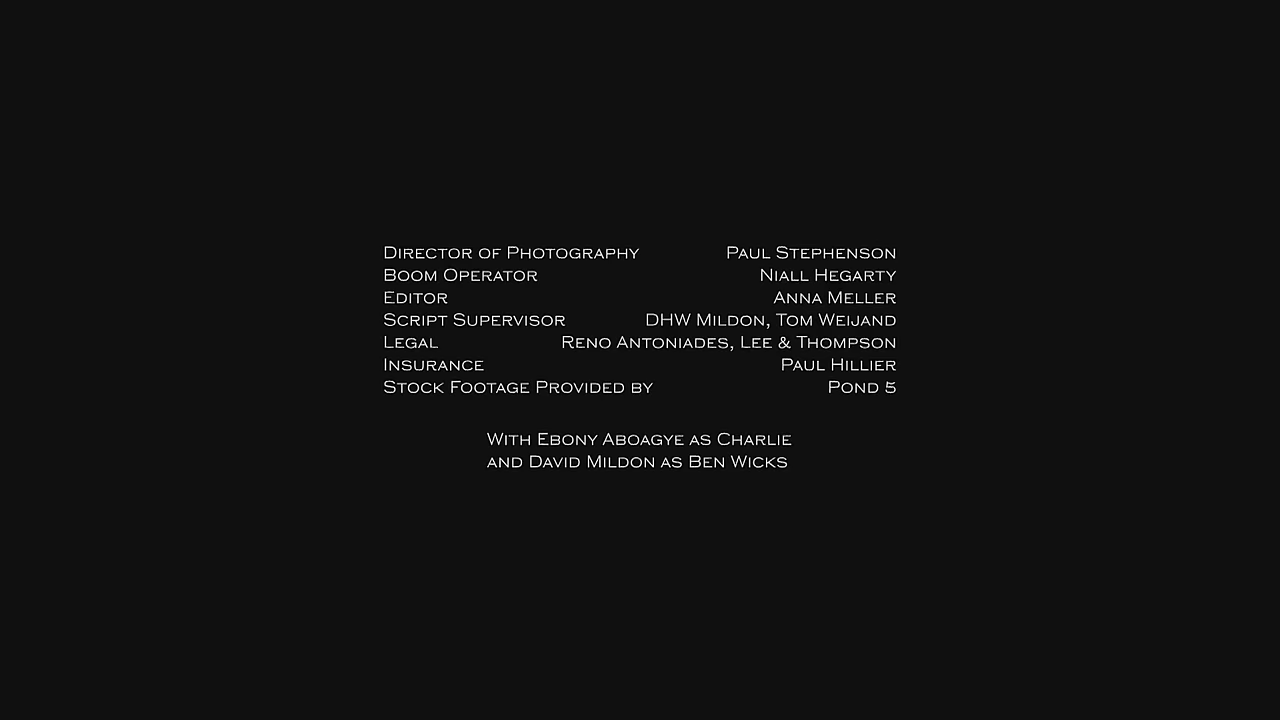 Director of Photography Paul Stephenson
Boom Operator Niall Hegarty
Editor Anna Meller
Script Supervisor DHW Mildon, Tom Weijand
Legal Reno Antoniades, Lee & Thompson
Insurance Paul Hillier
Stock Footage Provided by Pond 5
With Ebony Aboagye as Charlie
and David Mildon as Ben Wicks